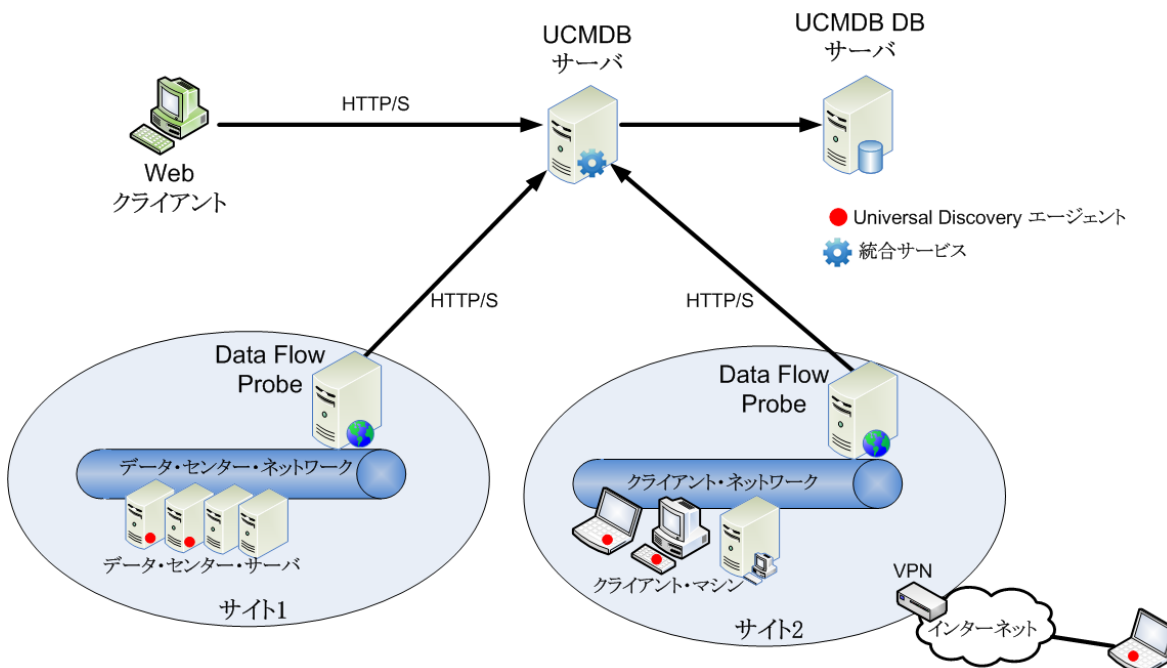 UCMDB
サーバ
UCMDB DB
サーバ
HTTP/S
Web
クライアント
Universal Discovery エージェント
統合サービス
HTTP/S
HTTP/S
Data Flow
Probe
Data Flow
Probe
データ・センター・ネットワーク
クライアント・ネットワーク
データ・センター・サーバ
クライアント・マシン
サイト1
サイト2
VPN
インターネット